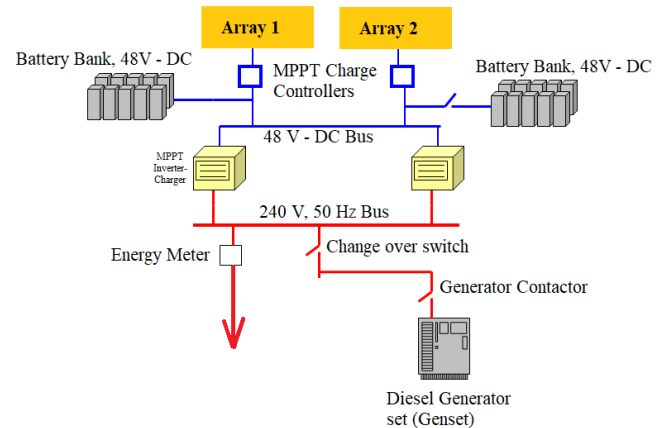 Array 1
Array 2
Battery Bank, 48V - DC
MPPT Charge
Controllers
Battery Bank, 48V - DC
48 V - DC Bus
MPPT
Inverter-
Charger
240 V, 50 Hz Bus
Energy Meter
Change over switch
Generator Contactor
Diesel Generator
set (Genset)